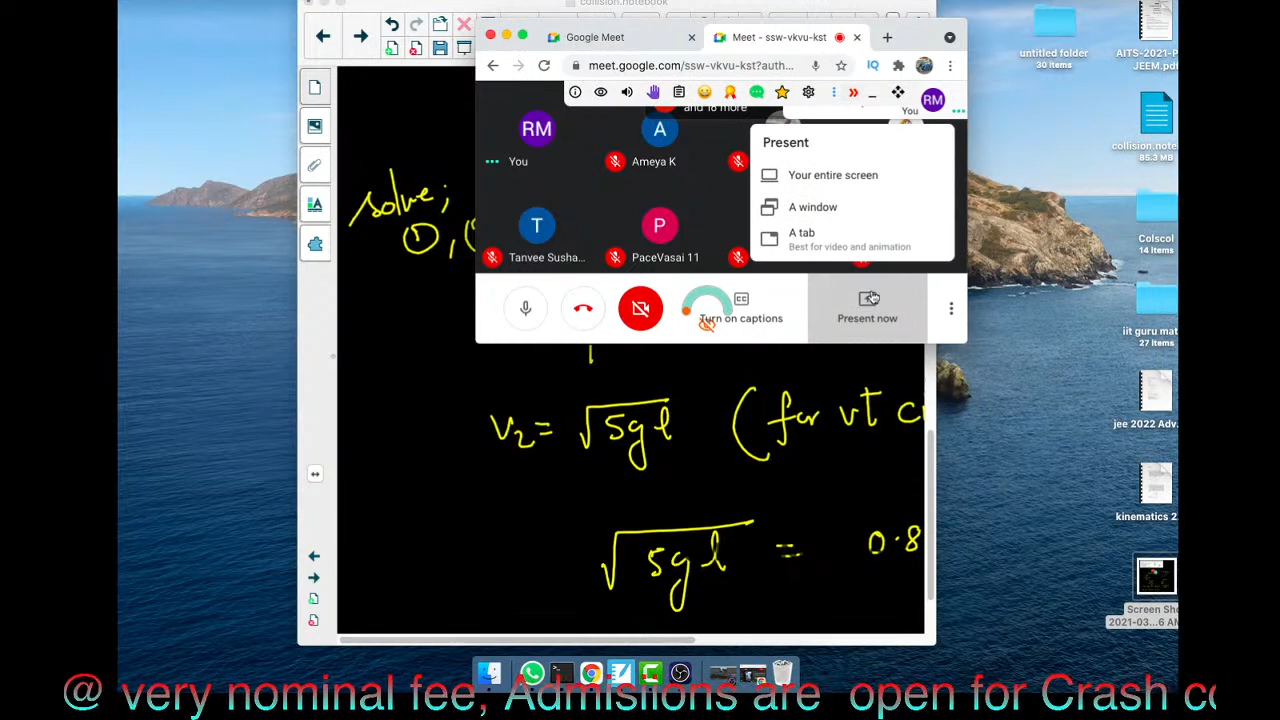 collision.notebook
Google Meet
Meet - ssw-vkvu-kst
meet.google.com/ssw-vkvu-kst?auth...
and 18 more
You
RM
RM
You
A
Ameya K
T
Tanvee Susha...
P
PaceVasai 11
Present
Your entire screen
A window
A tab
Best for video and animation
CC
Turn on captions
Present now
solve;
①,
v₂= √5gl (for vt c
√5gl = 0.8
untitled folder
30 items
AITS-2021-P
JEEM.
collision.note
85.3 MB
Colscol
14 items
iit guru mat
27 items
jee 2022 Adv.
kinematics 2
Screen Sho
2021-03...6 AM
@ very nominal fee, Admistions are open for Crash co